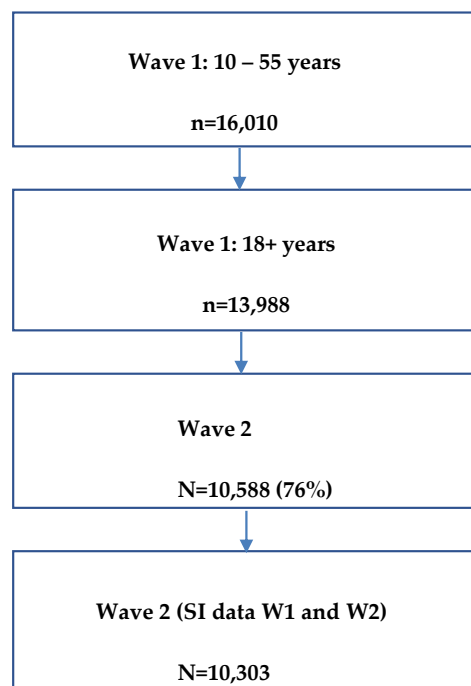 Wave 1: 10 – 55 years
n=16,010
Wave 1: 18+ years
n=13,988
Wave 2
N=10,588 (76%)
Wave 2 (SI data W1 and W2)
N=10,303